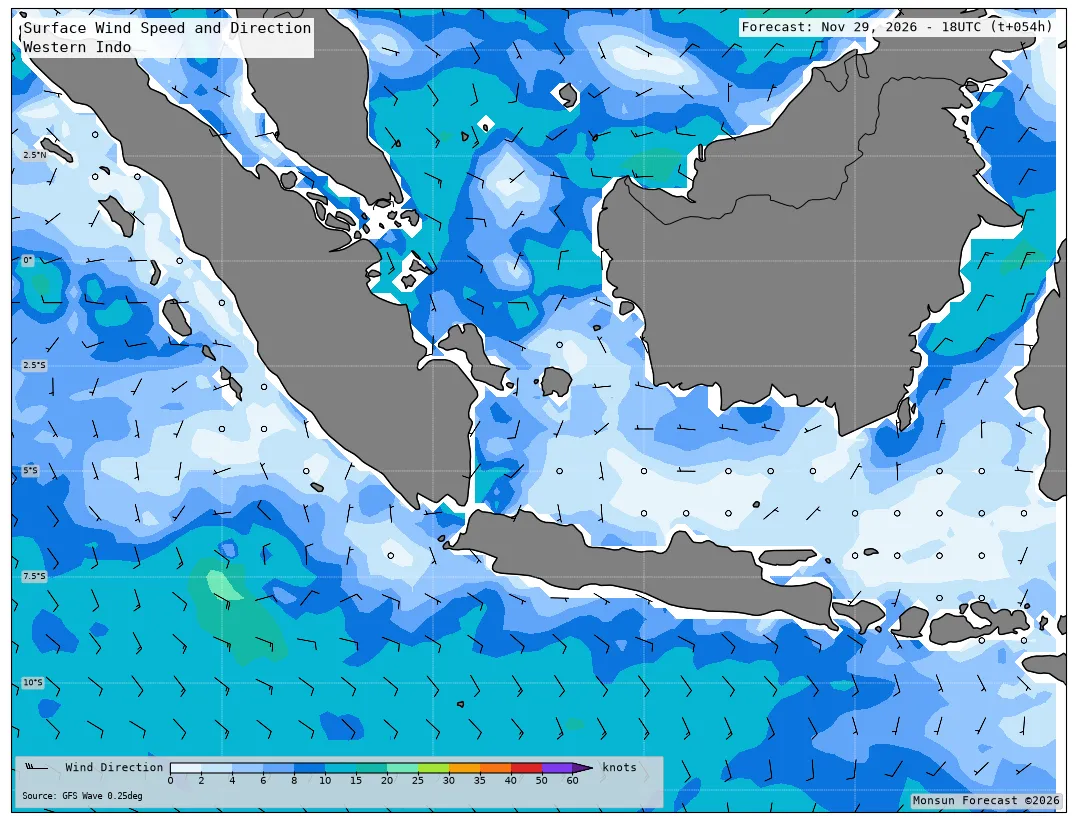 Surface Wind Speed and Direction
Western Indo
Forecast: Nov 29, 2026 - 18UTC (t+054h)
2.5°N
0°
2.5°S
5°S
7.5°S
10°S
Wind Direction
0 2 4 6 8 10 15 20 25 30 35 40 50 60
knots
Source: GFS Wave 0.25deg
Monsun Forecast ©2026